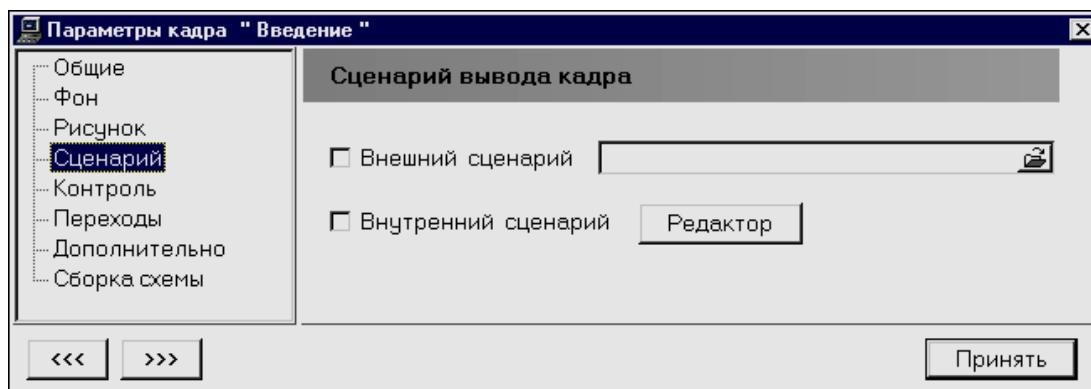 Параметры кадра " Введение "
Общие
Фон
Рисунок
Сценарий
Контроль
Переходы
Дополнительно
Сборка схемы
Сценарий вывода кадра
Внешний сценарий
Внутренний сценарий
Редактор
<<<
>>>
Принять